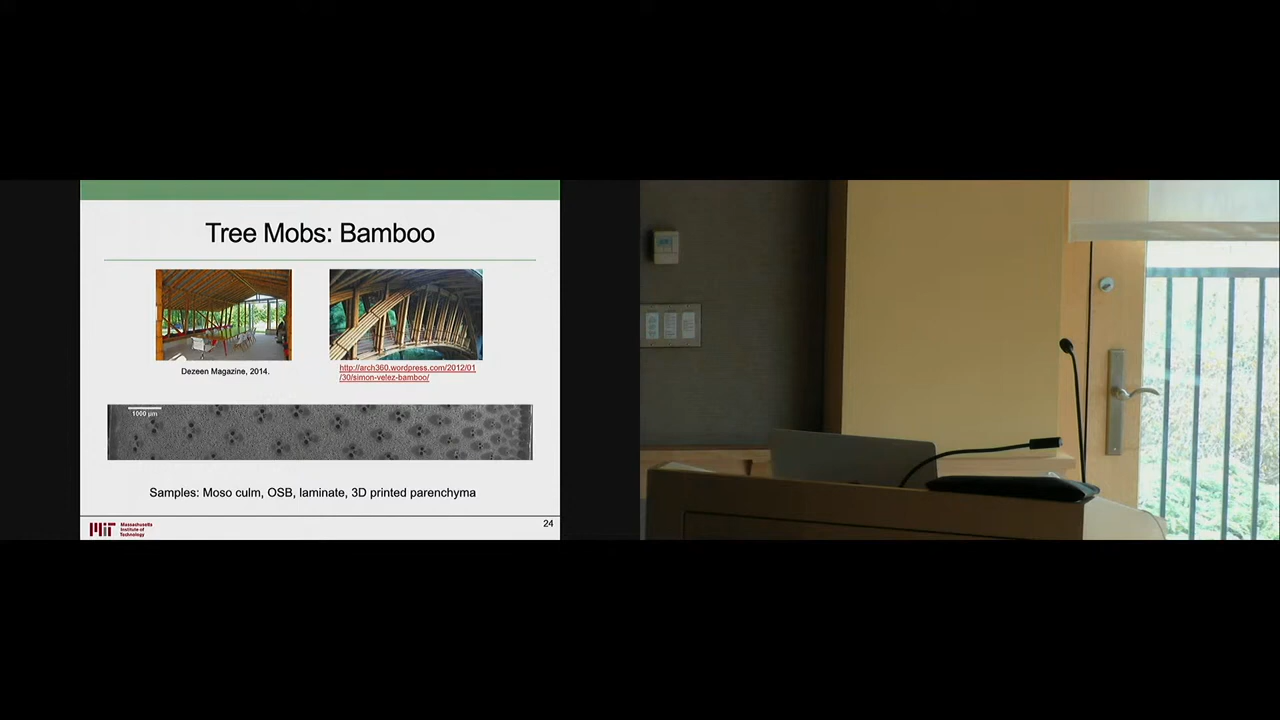 Tree Mobs: Bamboo
Dezeen Magazine, 2014.
http://arch360.wordpress.com/2012/01
/30/simon-velez-bamboo/
1000 µm
Samples: Moso culm, OSB, laminate, 3D printed parenchyma
MIT
Massachusetts
Institute of
Technology
24